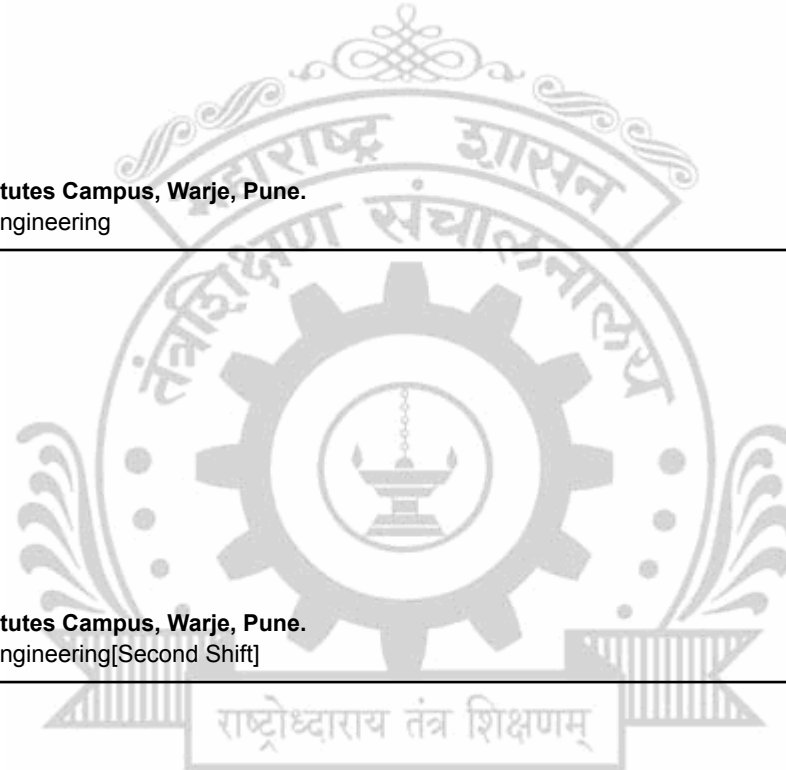 महाराष्ट्र शासन
tutes Campus, Warje, Pune.
ngineering
तंत्रशिक्षण संचालनालय
tutes Campus, Warje, Pune.
ngineering[Second Shift]
राष्ट्रोध्दाराय तंत्र शिक्षणम्